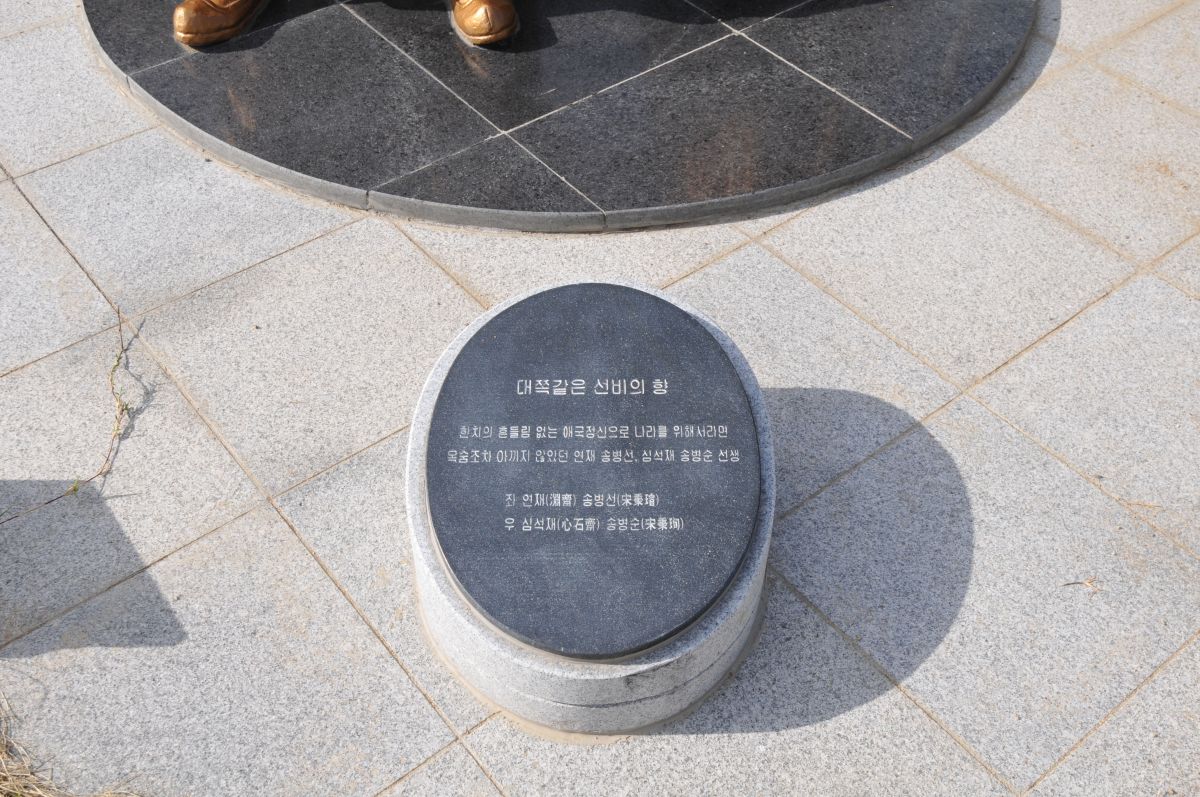 대쪽같은 선비의 향
한치의 흔들림 없는 애국정신으로 나라를 위해서라면
목숨조차 아끼지 않았던 연재 송병선, 심석재 송병순 선생
좌 연재(淵齋) 송병선(宋秉璿)
우 심석재(心石齋) 송병순(宋秉珣)